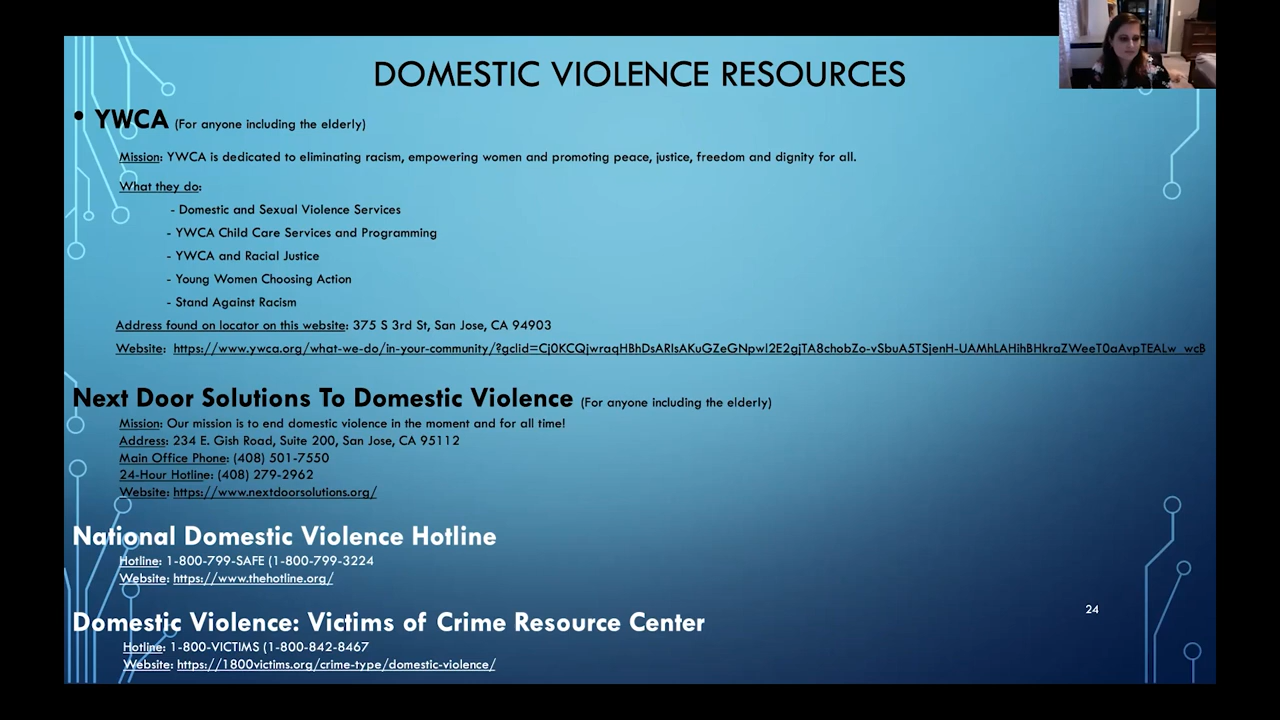 DOMESTIC VIOLENCE RESOURCES
• YWCA (For anyone including the elderly)
Mission: YWCA is dedicated to eliminating racism, empowering women and promoting peace, justice, freedom and dignity for all.
What they do:
- Domestic and Sexual Violence Services
- YWCA Child Care Services and Programming
- YWCA and Racial Justice
- Young Women Choosing Action
- Stand Against Racism
Address found on locator on this website: 375 S 3rd St, San Jose, CA 94903
Website: https://www.ywca.org/what-we-do/in-your-community/?gclid=Cj0KCQjwraqHBhDsARIsAKuGZeGNpwl2E2gjTA8chobZo-vSbuA5TSjenH-UAMhLAHihBHkraZWeeT0aAvpTEALw_wcB
Next Door Solutions To Domestic Violence (For anyone including the elderly)
Mission: Our mission is to end domestic violence in the moment and for all time!
Address: 234 E. Gish Road, Suite 200, San Jose, CA 95112
Main Office Phone: (408) 501-7550
24-Hour Hotline: (408) 279-2962
Website: https://www.nextdoorsolutions.org/
National Domestic Violence Hotline
Hotline: 1-800-799-SAFE (1-800-799-3224
Website: https://www.thehotline.org/
24
Domestic Violence: Victims of Crime Resource Center
Hotline: 1-800-VICTIMS (1-800-842-8467
Website: https://1800victims.org/crime-type/domestic-violence/